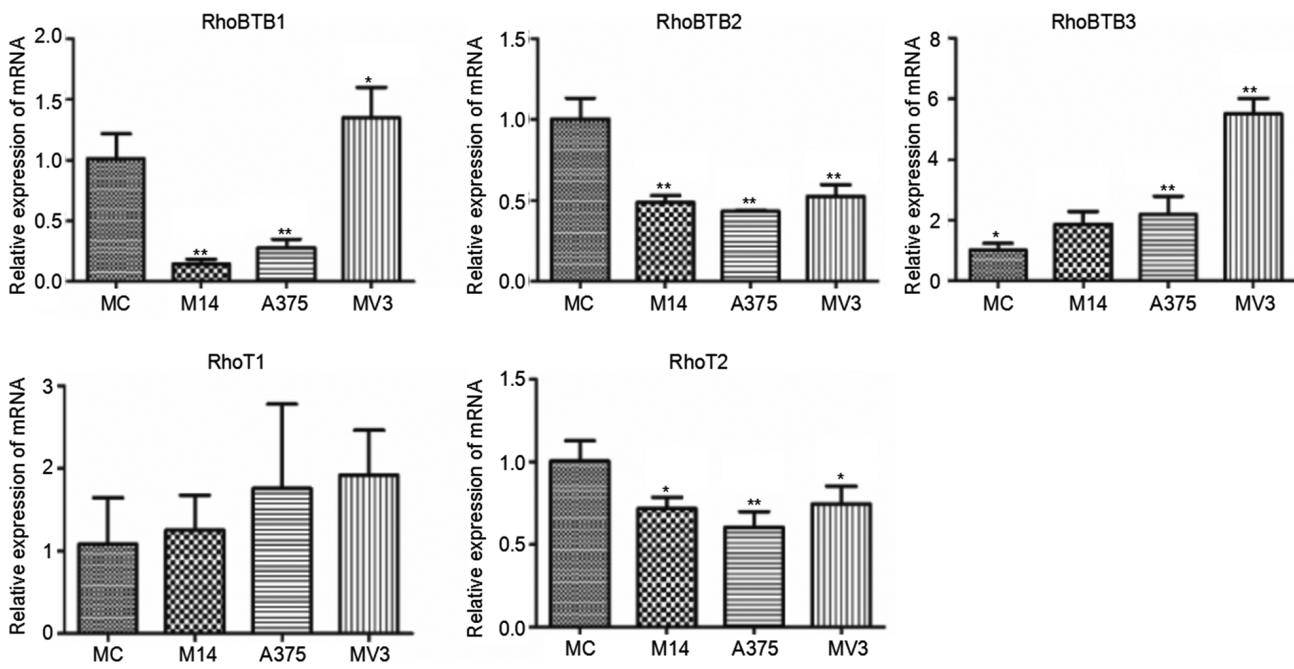 RhoBTB1
Relative expression of mRNA
2.0
1.5
1.0
0.5
0.0
*
**
**
MC M14 A375 MV3
RhoBTB2
Relative expression of mRNA
1.5
1.0
0.5
0.0
**
**
**
MC M14 A375 MV3
RhoBTB3
Relative expression of mRNA
8
6
4
2
0
**
**
*
MC M14 A375 MV3
RhoT1
Relative expression of mRNA
3
2
1
0
MC M14 A375 MV3
RhoT2
Relative expression of mRNA
1.5
1.0
0.5
0.0
*
**
*
MC M14 A375 MV3